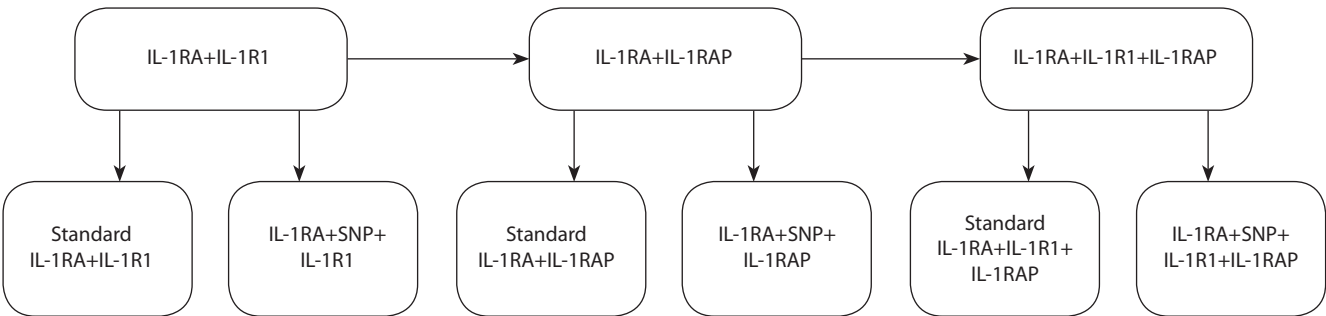 IL-1RA+IL-1R1
IL-1RA+IL-1RAP
IL-1RA+IL-1R1+IL-1RAP
Standard
IL-1RA+IL-1R1
IL-1RA+SNP+
IL-1R1
Standard
IL-1RA+IL-1RAP
IL-1RA+SNP+
IL-1RAP
Standard
IL-1RA+IL-1R1+
IL-1RAP
IL-1RA+SNP+
IL-1R1+IL-1RAP